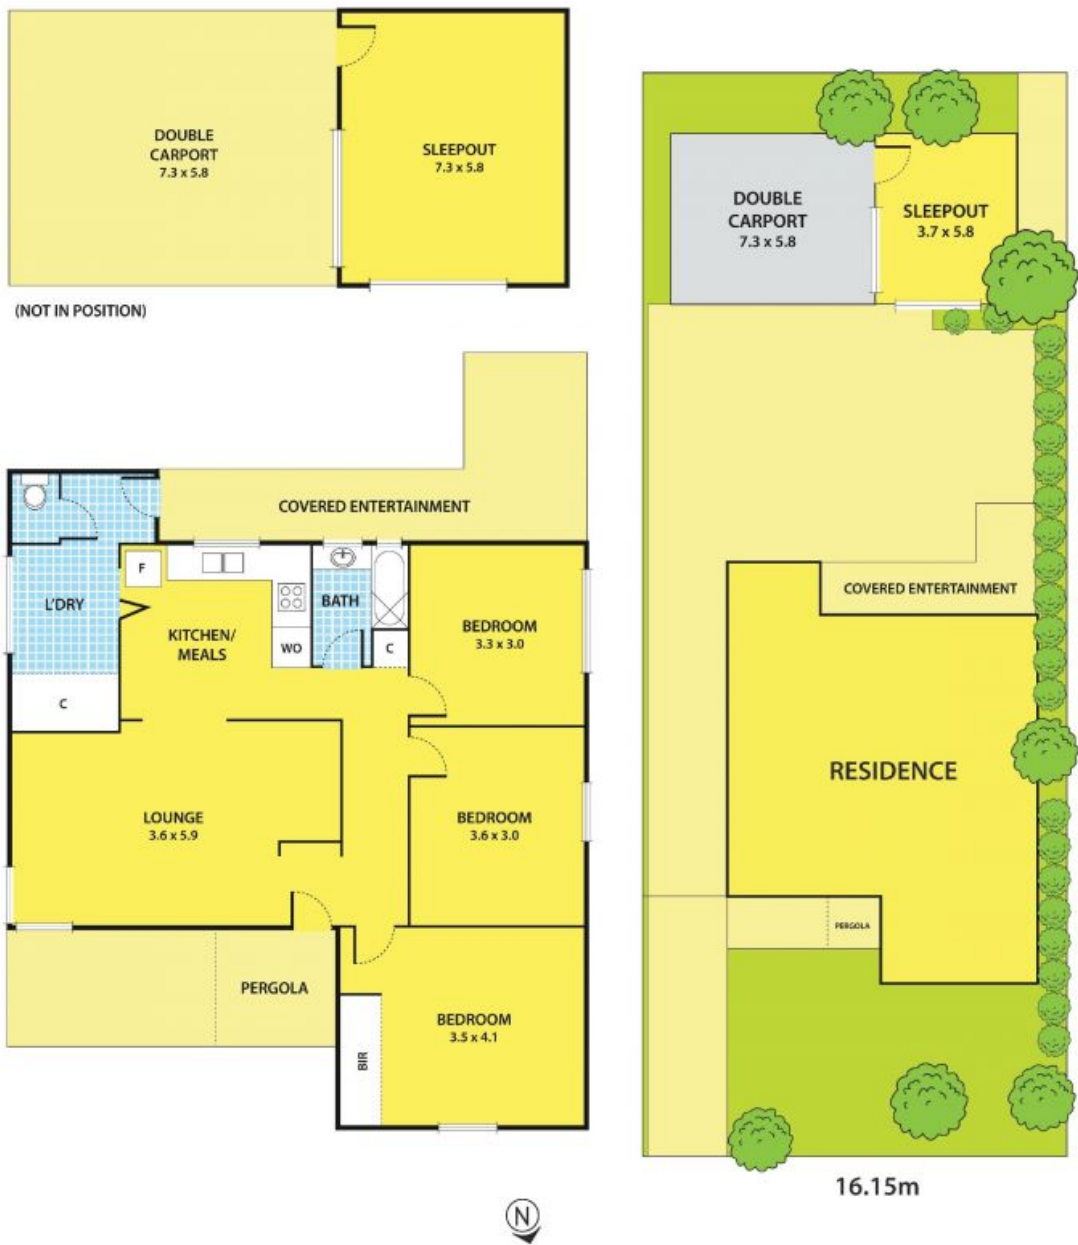 DOUBLE
CARPORT
7.3 x 5.8
SLEEPOUT
7.3 x 5.8
(NOT IN POSITION)
COVERED ENTERTAINMENT
F
L'DRY
BATH
KITCHEN/
MEALS
WO
C
BEDROOM
3.3 x 3.0
C
LOUNGE
3.6 x 5.9
BEDROOM
3.6 x 3.0
PERGOLA
BEDROOM
3.5 x 4.1
BIR
DOUBLE
CARPORT
7.3 x 5.8
SLEEPOUT
3.7 x 5.8
COVERED ENTERTAINMENT
RESIDENCE
PERGOLA
16.15m
N